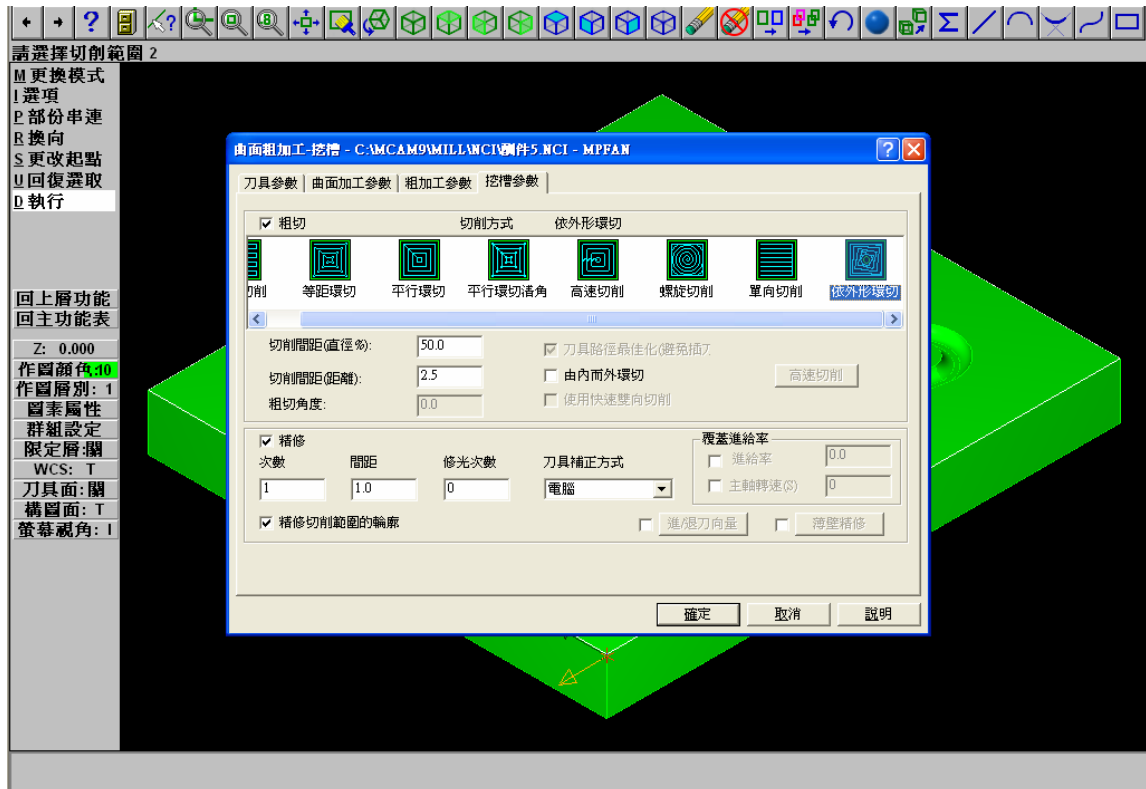 請選擇切削範圍 2
M更換模式
I選項
P部份串連
R換向
S更改起點
U回復選取
D執行
回上層功能
回主功能表
Z: 0.000
作圖顏色:10
作圖層別: 1
圖素屬性
群組設定
限定層:關
WCS: T
刀具面:關
構圖面: T
螢幕視角: I
曲面粗加工-挖槽 - C:\MCAM9\MILL\NCI\銅件5.NCI - MPFAN
刀具參數 曲面加工參數 粗加工參數 挖槽參數
粗切 切削方式 依外形環切
切削 等距環切 平行環切 平行環切清角 高速切削 螺旋切削 單向切削 依外形環切
切削間距(直徑%): 50.0 刀具路徑最佳化(避免插刀
切削間距(距離): 2.5 由內而外環切 高速切削
粗切角度: 0.0 使用快速雙向切削
精修 覆蓋進給率
次數 間距 修光次數 刀具補正方式 進給率 0.0
1 1.0 0 電腦 主軸轉速(S) 0
精修切削範圍的輪廓 進/退刀向量 薄壁精修
確定 取消 說明